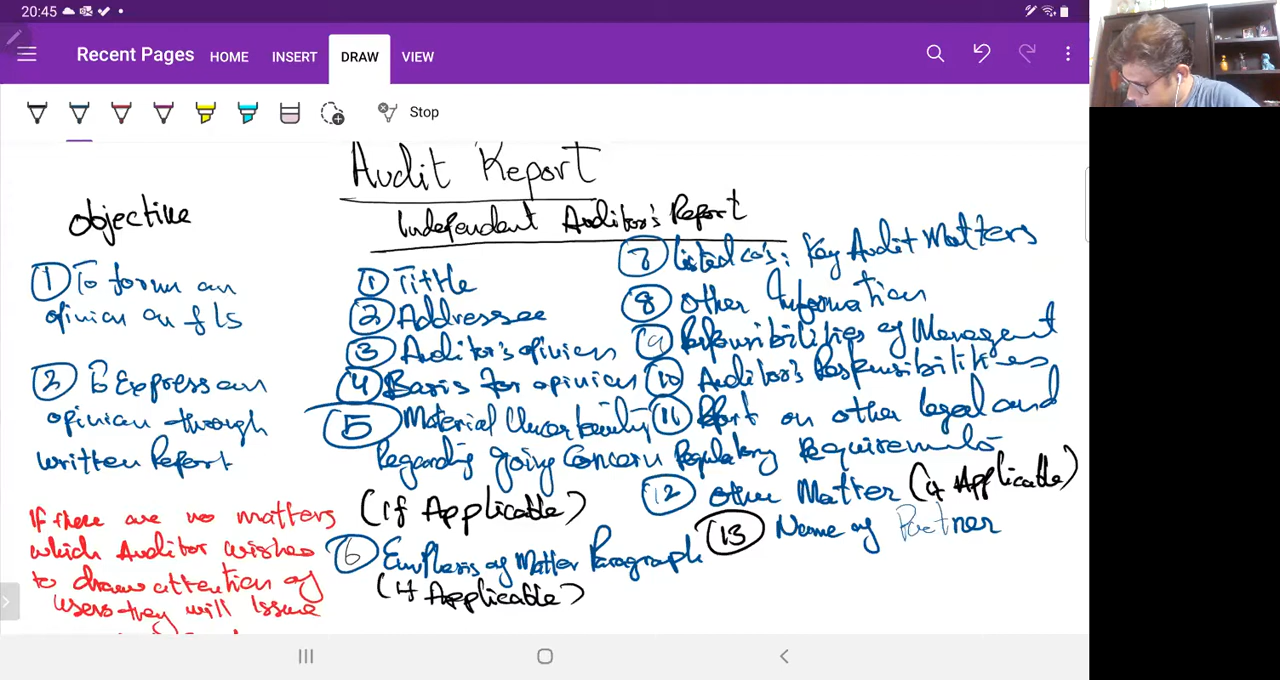 20:45
Recent Pages HOME INSERT DRAW VIEW
Stop
Audit Report
Independent Auditor's Report
Objective
① To form an
opinion on f/s
② To Express an
opinion through
written Report
If there are no matters
which Auditor wishes
to draw attention of
users they will Issue
① Tittle
② Addressee
③ Auditor's opinion
④ Basis for opinion
⑤ Material Uncertainity
Regarding going Concern
(If Applicable)
⑥ Emphasis of Matter Paragraph
(If Applicable)
⑦ Listed co's: Key Audit Matters
⑧ Other Information
⑨ Responsibilities of Management
⑩ Auditor's Responsibilities
⑪ Report on other legal and
Regulatory Requirements
⑫ Other Matter (if Applicable)
⑬ Name of Partner